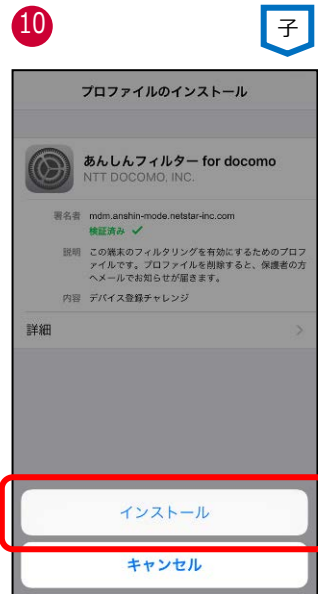 10
子
プロファイルのインストール
あんしんフィルター for docomo
NTT DOCOMO, INC.
署名者 mdm.anshin-mode.netstar-inc.com
検証済み ✓
説明 この端末のフィルタリングを有効にするためのプロフ
ァイルです。プロファイルを削除すると、保護者の方
へメールでお知らせが届きます。
内容 デバイス登録チャレンジ
詳細
インストール
キャンセル